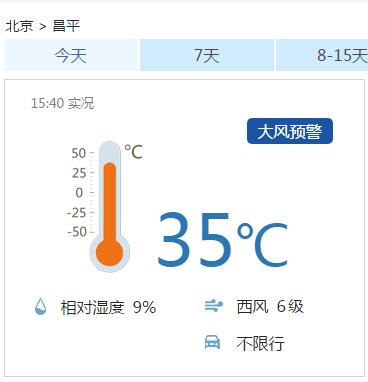 北京 > 昌平
今天 7天 8-15天
15:40 实况
大风预警
℃
50
25
0
-25
-50
35℃
相对湿度 9% 西风 6级
不限行